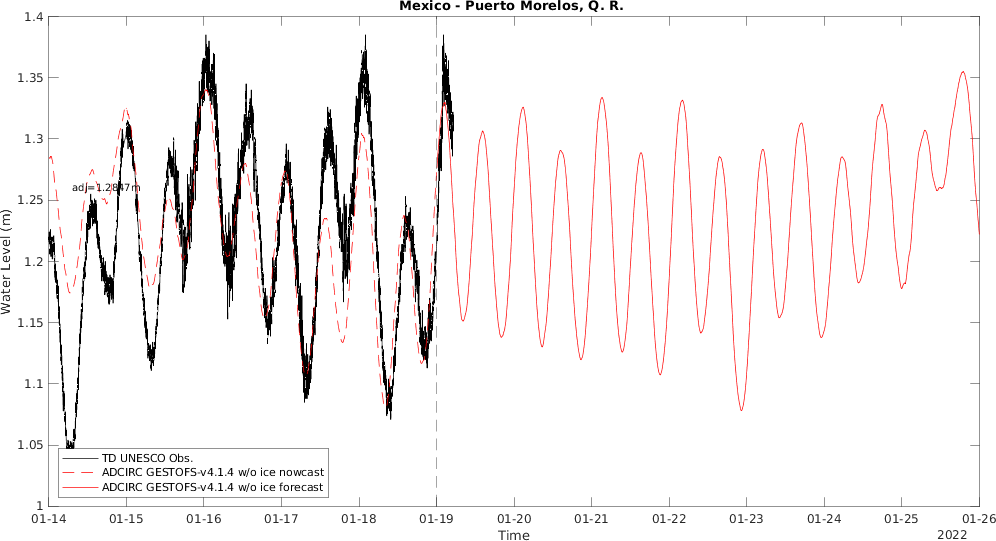 Mexico - Puerto Morelos, Q. R.
1.4
1.35
1.3
1.25
1.2
1.15
1.1
1.05
1
Water Level (m)
adj=1.2847m
TD UNESCO Obs.
ADCIRC GESTOFS-v4.1.4 w/o ice nowcast
ADCIRC GESTOFS-v4.1.4 w/o ice forecast
01-14 01-15 01-16 01-17 01-18 01-19 01-20 01-21 01-22 01-23 01-24 01-25 01-26
Time
2022